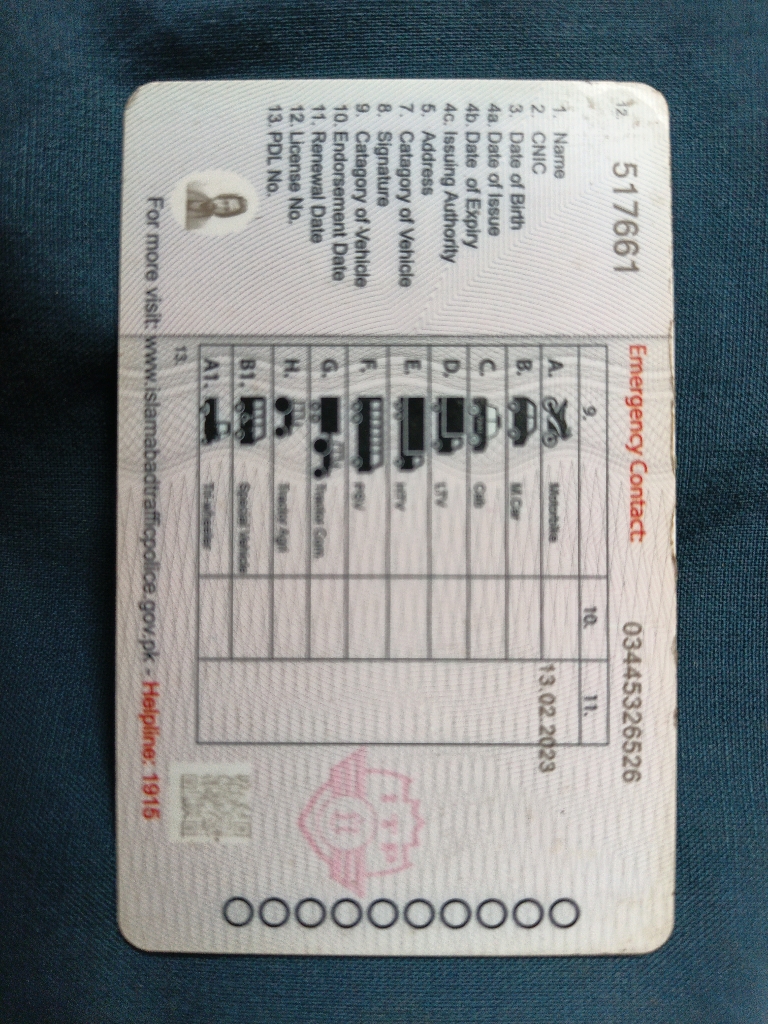 12. 517661
Emergency Contact: 03445326526
1. Name
2. CNIC
3. Date of Birth
4a. Date of Issue
4b. Date of Expiry
4c. Issuing Authority
5. Address
7. Catagory of Vehicle
8. Signature
9. Catagory of Vehicle
10. Endorsement Date
11. Renewal Date
12. License No.
13. PDL No.
9. 10. 11.
A. Motorbike 13.02.2023
B. M.Car
C. Cab
D. LTV
E. HTV
F. PSV
G. Tractor Com.
H. Tractor Agri
B1. Special Vehicle
A1. Tri-wheeler
13.
For more visit: www.islamabadtrafficpolice.gov.pk - Helpline: 1915